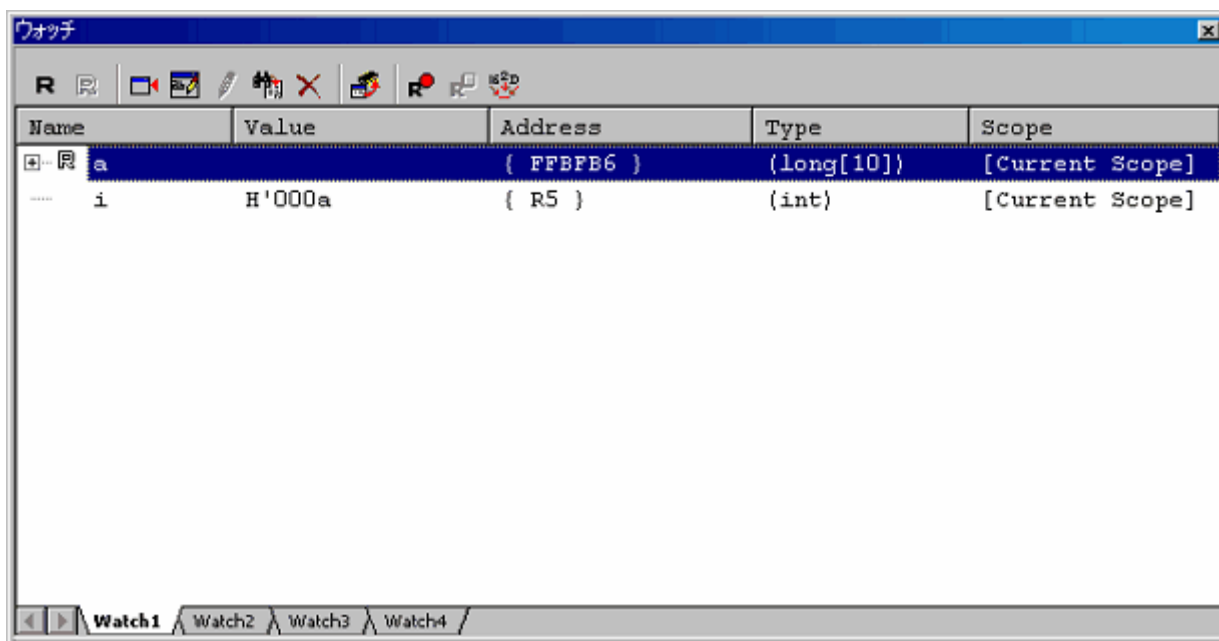 ウォッチ
Name Value Address Type Scope
a { FFBFB6 } (long[10]) [Current Scope]
i H'000a { R5 } (int) [Current Scope]
Watch1 Watch2 Watch3 Watch4